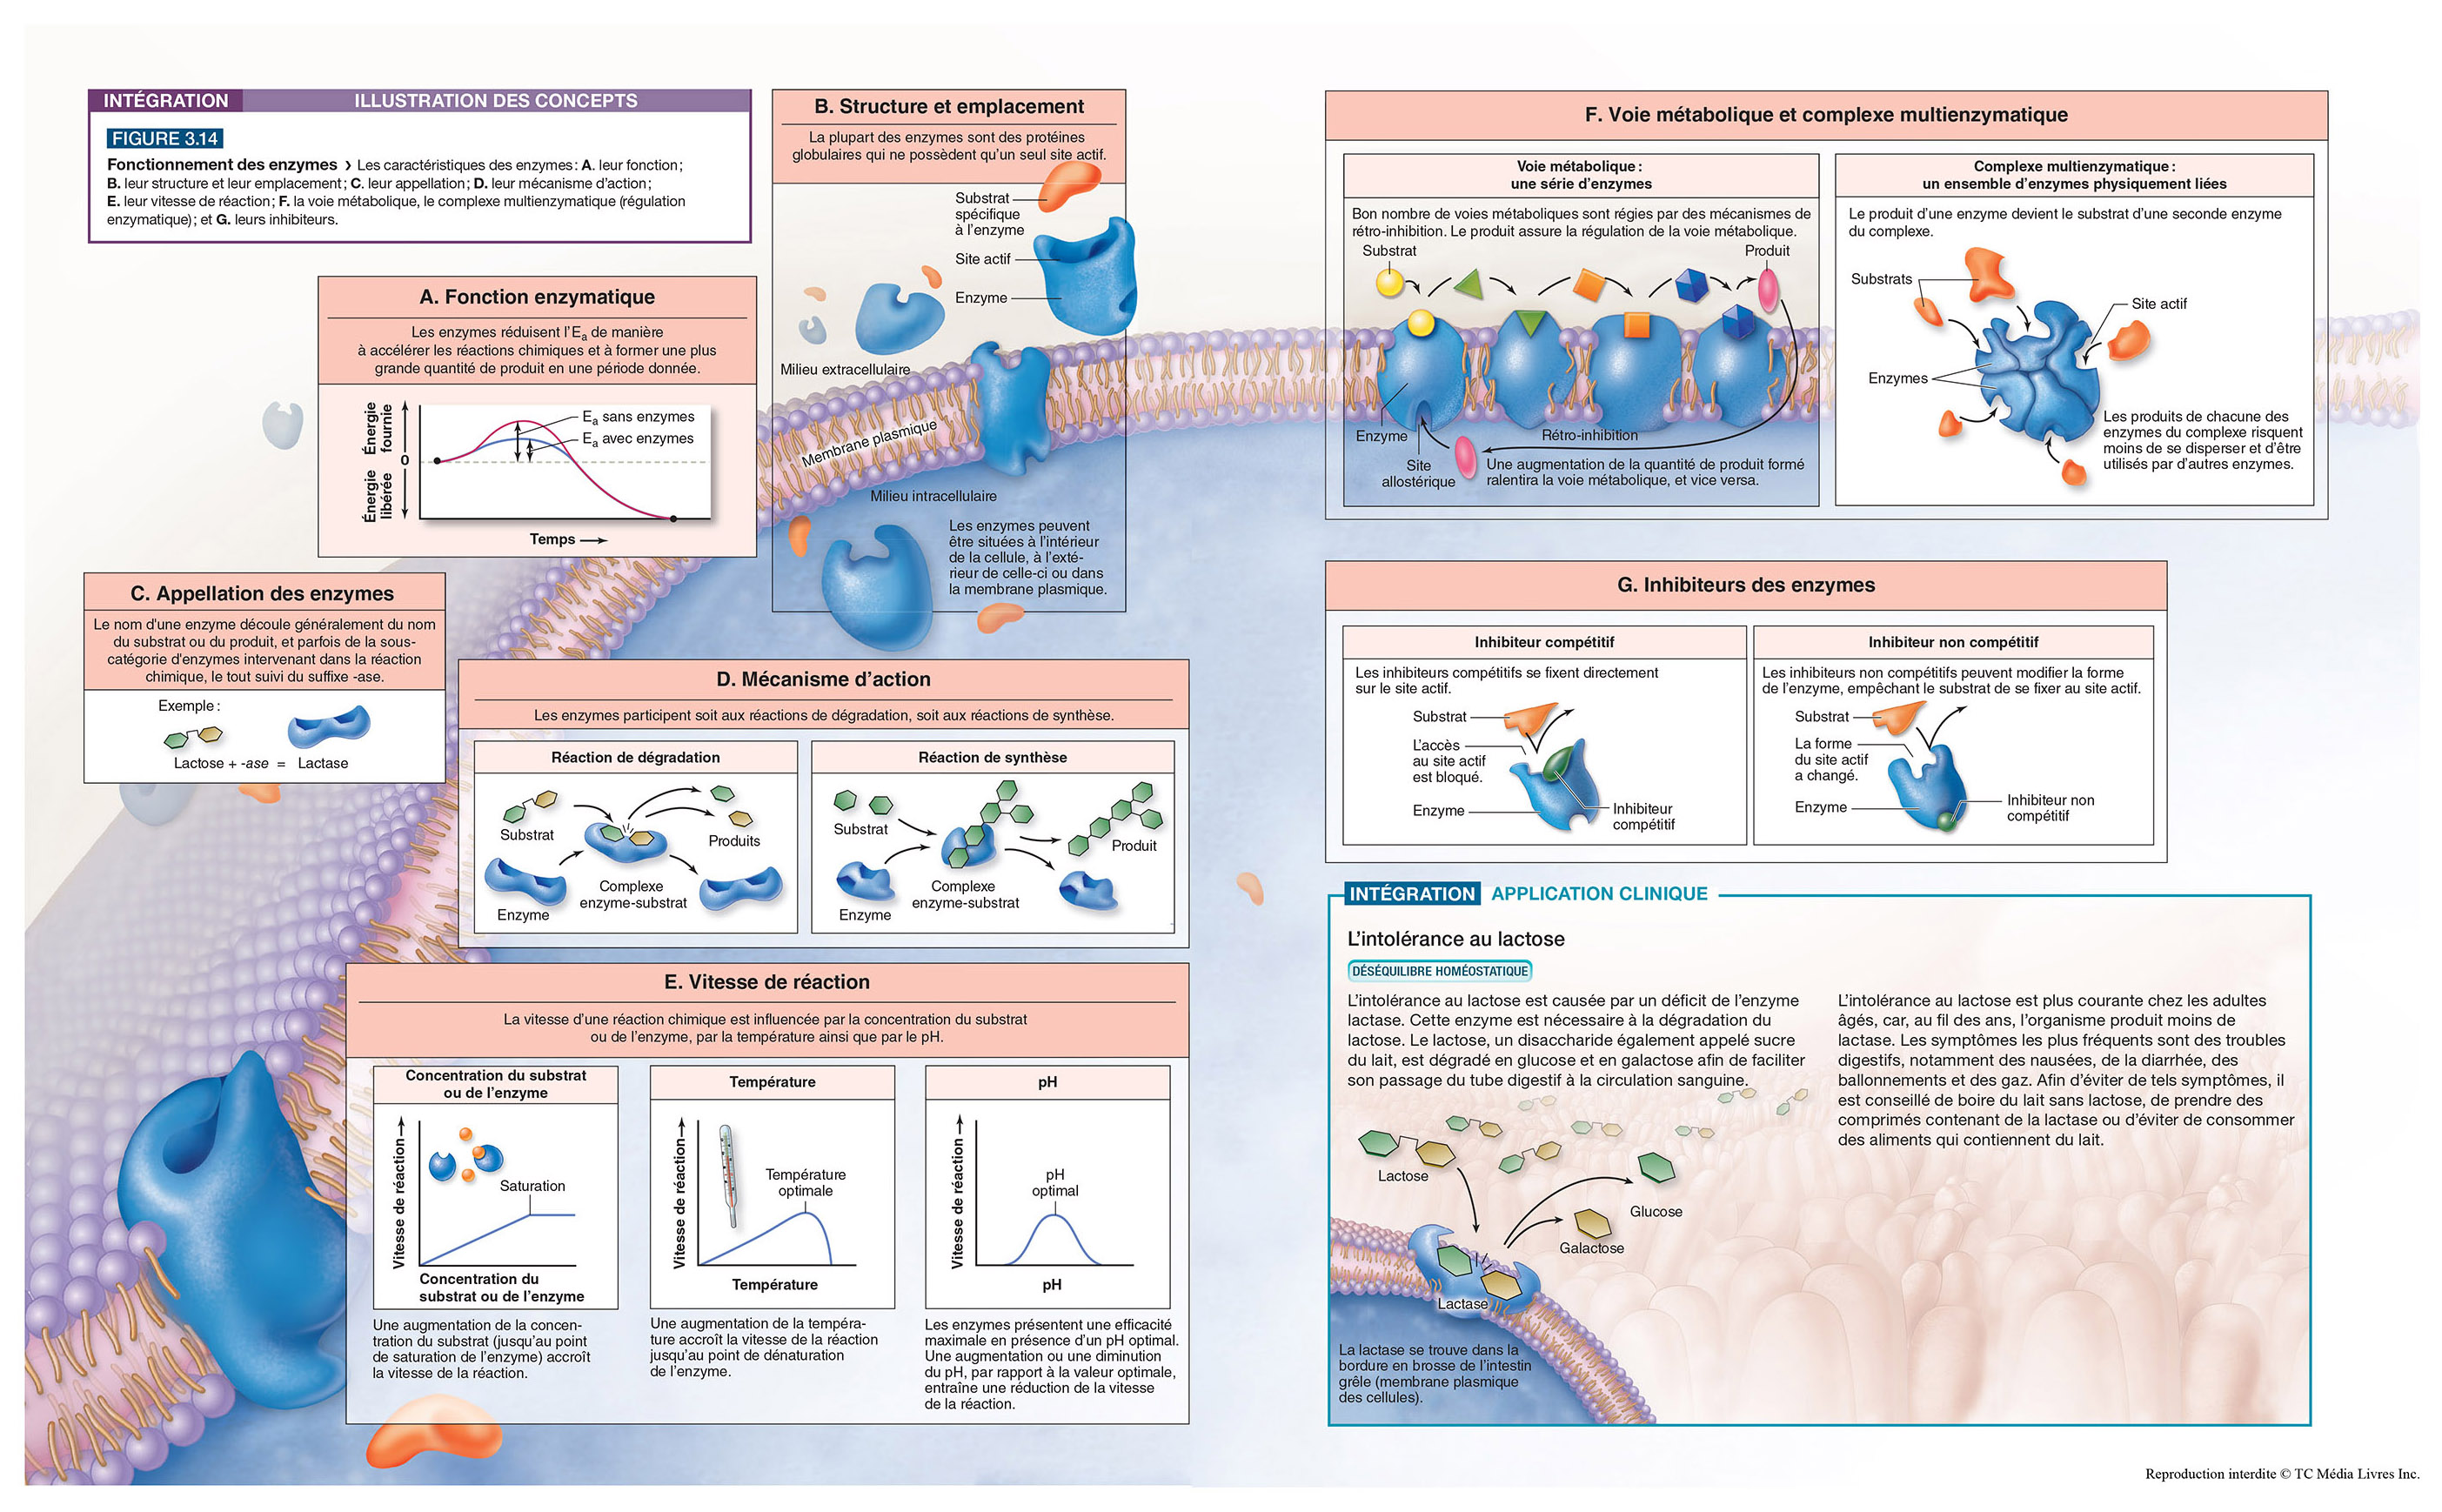 INTÉGRATION ILLUSTRATION DES CONCEPTS
FIGURE 3.14
Fonctionnement des enzymes › Les caractéristiques des enzymes : A. leur fonction ;
B. leur structure et leur emplacement ; C. leur appellation ; D. leur mécanisme d'action ;
E. leur vitesse de réaction ; F. la voie métabolique, le complexe multienzymatique (régulation
enzymatique) ; et G. leurs inhibiteurs.
A. Fonction enzymatique
Les enzymes réduisent l'Ea de manière
à accélérer les réactions chimiques et à former une plus
grande quantité de produit en une période donnée.
Énergie
fournie
0
Énergie
libérée
Ea sans enzymes
Ea avec enzymes
Temps
B. Structure et emplacement
La plupart des enzymes sont des protéines
globulaires qui ne possèdent qu'un seul site actif.
Substrat
spécifique
à l'enzyme
Site actif
Enzyme
Milieu extracellulaire
Membrane plasmique
Milieu intracellulaire
Les enzymes peuvent
être situées à l'intérieur
de la cellule, à l'exté-
rieur de celle-ci ou dans
la membrane plasmique.
C. Appellation des enzymes
Le nom d'une enzyme découle généralement du nom
du substrat ou du produit, et parfois de la sous-
catégorie d'enzymes intervenant dans la réaction
chimique, le tout suivi du suffixe -ase.
Exemple :
Lactose + -ase = Lactase
D. Mécanisme d'action
Les enzymes participent soit aux réactions de dégradation, soit aux réactions de synthèse.
Réaction de dégradation
Substrat
Produits
Complexe
enzyme-substrat
Enzyme
Réaction de synthèse
Substrat
Produit
Complexe
enzyme-substrat
Enzyme
E. Vitesse de réaction
La vitesse d'une réaction chimique est influencée par la concentration du substrat
ou de l'enzyme, par la température ainsi que par le pH.
Concentration du substrat
ou de l'enzyme
Vitesse de réaction
Saturation
Concentration du
substrat ou de l'enzyme
Une augmentation de la concen-
tration du substrat (jusqu'au point
de saturation de l'enzyme) accroît
la vitesse de la réaction.
Température
Vitesse de réaction
Température
optimale
Température
Une augmentation de la tempéra-
ture accroît la vitesse de la réaction
jusqu'au point de dénaturation
de l'enzyme.
pH
Vitesse de réaction
pH
optimal
pH
Les enzymes présentent une efficacité
maximale en présence d'un pH optimal.
Une augmentation ou une diminution
du pH, par rapport à la valeur optimale,
entraîne une réduction de la vitesse
de la réaction.
F. Voie métabolique et complexe multienzymatique
Voie métabolique :
une série d'enzymes
Bon nombre de voies métaboliques sont régies par des mécanismes de
rétro-inhibition. Le produit assure la régulation de la voie métabolique.
Substrat
Produit
Enzyme
Site
allostérique
Rétro-inhibition
Une augmentation de la quantité de produit formé
ralentira la voie métabolique, et vice versa.
Complexe multienzymatique :
un ensemble d'enzymes physiquement liées
Le produit d'une enzyme devient le substrat d'une seconde enzyme
du complexe.
Substrats
Site actif
Enzymes
Les produits de chacune des
enzymes du complexe risquent
moins de se disperser et d'être
utilisés par d'autres enzymes.
G. Inhibiteurs des enzymes
Inhibiteur compétitif
Les inhibiteurs compétitifs se fixent directement
sur le site actif.
Substrat
L'accès
au site actif
est bloqué.
Enzyme
Inhibiteur
compétitif
Inhibiteur non compétitif
Les inhibiteurs non compétitifs peuvent modifier la forme
de l'enzyme, empêchant le substrat de se fixer au site actif.
Substrat
La forme
du site actif
a changé.
Enzyme
Inhibiteur non
compétitif
INTÉGRATION APPLICATION CLINIQUE
L'intolérance au lactose
DÉSÉQUILIBRE HOMÉOSTATIQUE
L'intolérance au lactose est causée par un déficit de l'enzyme
lactase. Cette enzyme est nécessaire à la dégradation du
lactose. Le lactose, un disaccharide également appelé sucre
du lait, est dégradé en glucose et en galactose afin de faciliter
son passage du tube digestif à la circulation sanguine.
L'intolérance au lactose est plus courante chez les adultes
âgés, car, au fil des ans, l'organisme produit moins de
lactase. Les symptômes les plus fréquents sont des troubles
digestifs, notamment des nausées, de la diarrhée, des
ballonnements et des gaz. Afin d'éviter de tels symptômes, il
est conseillé de boire du lait sans lactose, de prendre des
comprimés contenant de la lactase ou d'éviter de consommer
des aliments qui contiennent du lait.
Lactose
Glucose
Galactose
Lactase
La lactase se trouve dans la
bordure en brosse de l'intestin
grêle (membrane plasmique
des cellules).
Reproduction interdite © TC Média Livres Inc.